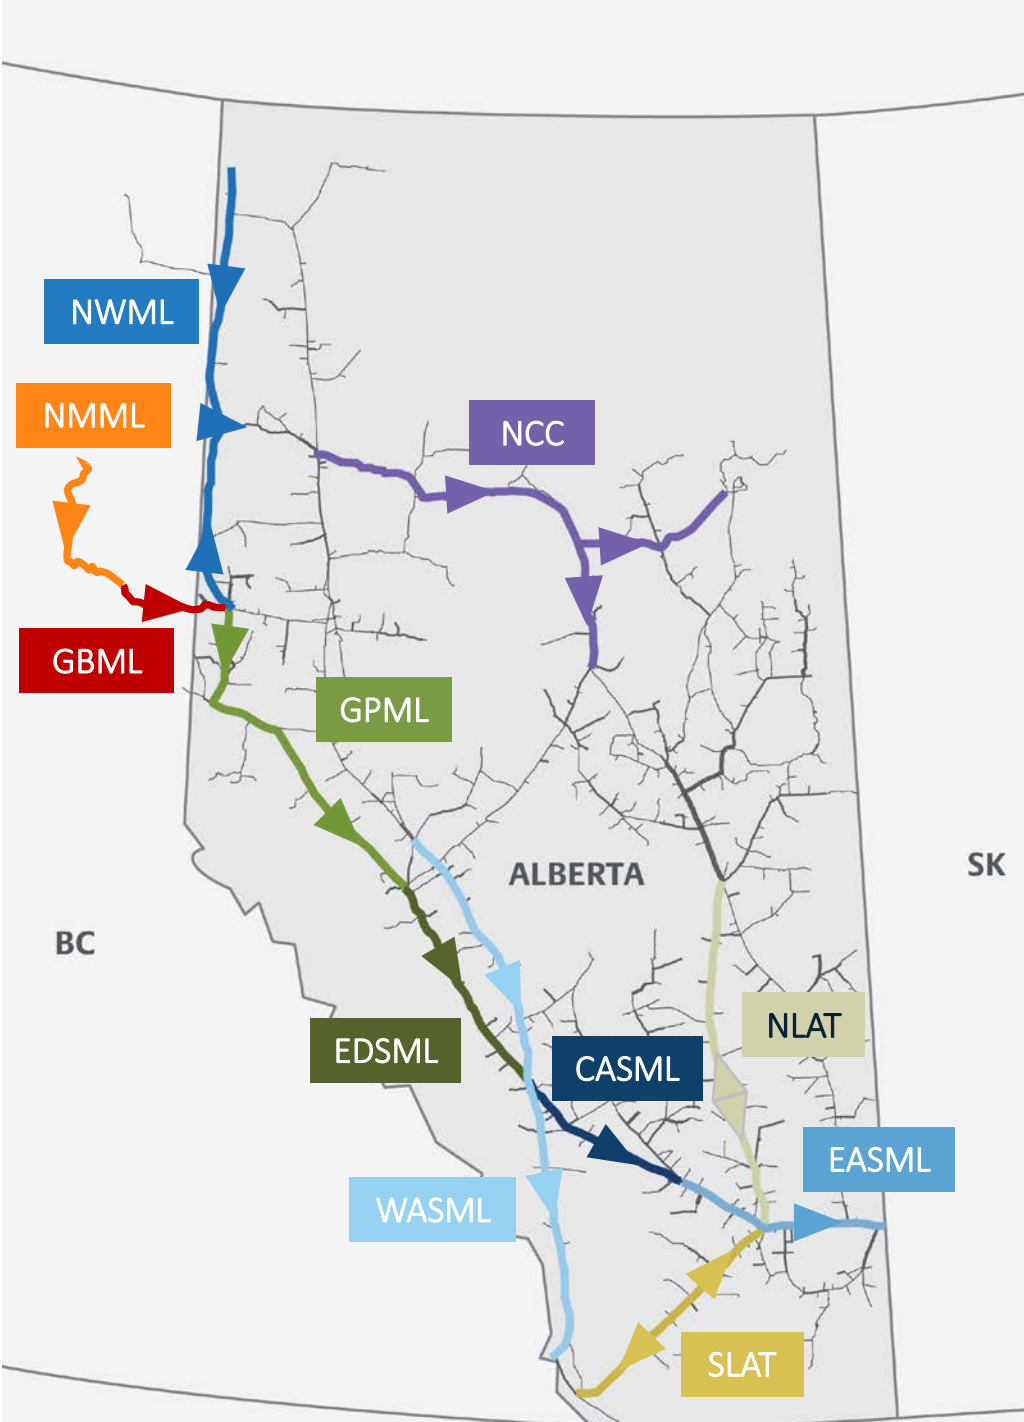 NWML
NMML
NCC
GBML
GPML
ALBERTA
SK
BC
NLAT
EDSML
CASML
EASML
WASML
SLAT